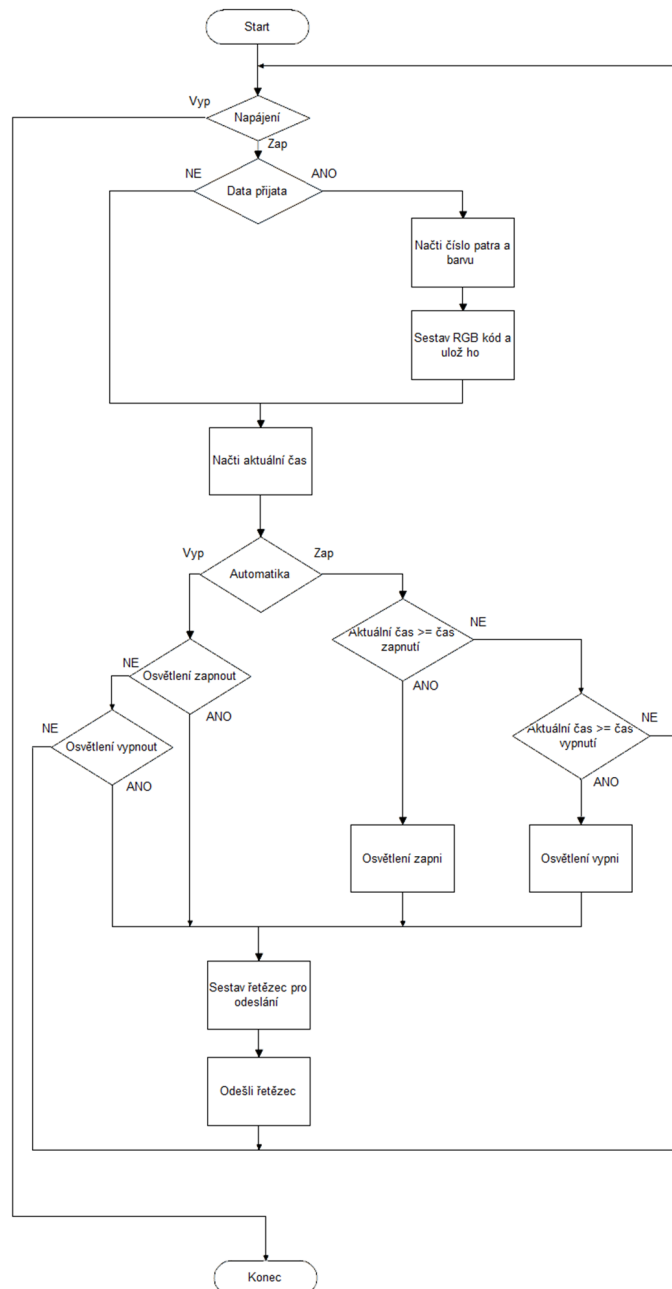 Start
Vyp
Napájení
Zap
NE
Data přijata
ANO
Načti číslo patra a
barvu
Sestav RGB kód a
ulož ho
Načti aktuální čas
Vyp
Automatika
Zap
Aktuální čas >= čas
zapnutí
NE
ANO
NE
Osvětlení zapnout
ANO
NE
Osvětlení vypnout
ANO
Aktuální čas >= čas
vypnutí
NE
ANO
Osvětlení zapni
Osvětlení vypni
Sestav řetězec pro
odeslání
Odešli řetězec
Konec